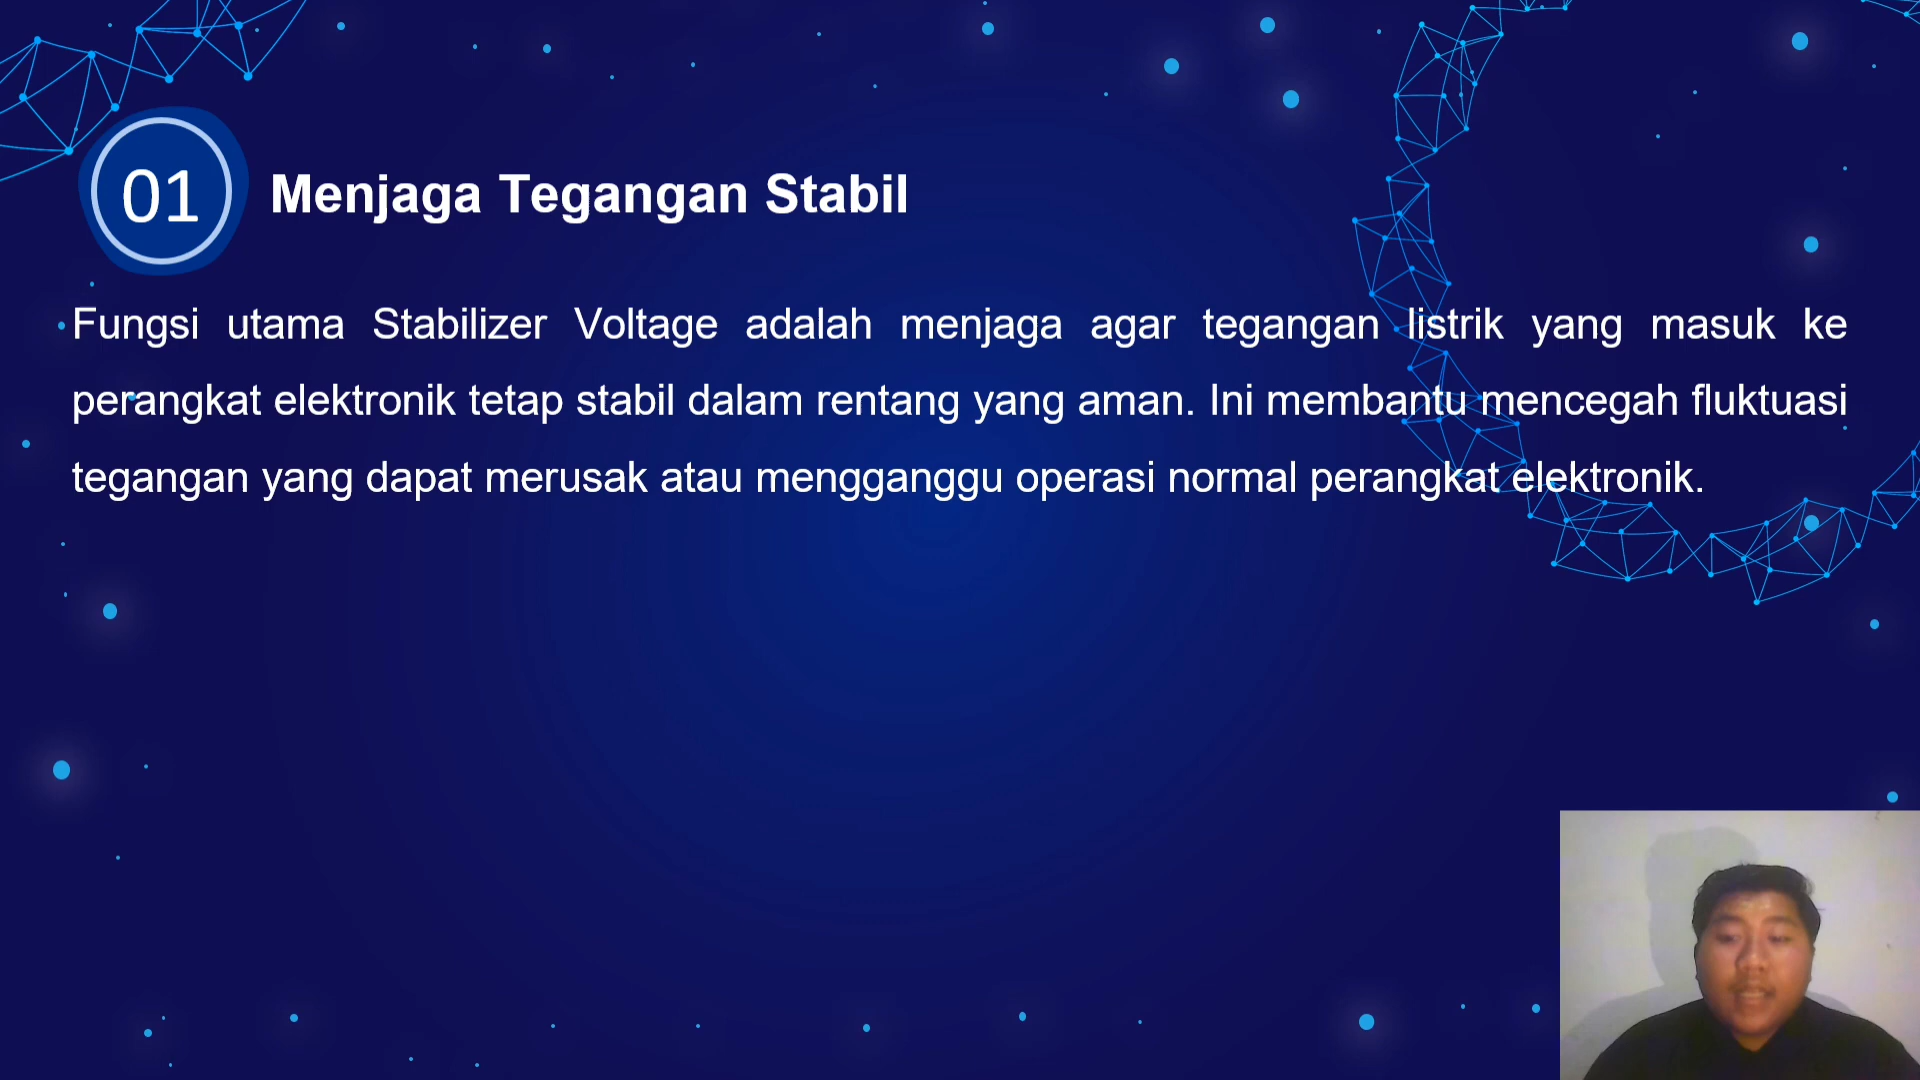 01
Menjaga Tegangan Stabil
Fungsi utama Stabilizer Voltage adalah menjaga agar tegangan listrik yang masuk ke
perangkat elektronik tetap stabil dalam rentang yang aman. Ini membantu mencegah fluktuasi
tegangan yang dapat merusak atau mengganggu operasi normal perangkat elektronik.